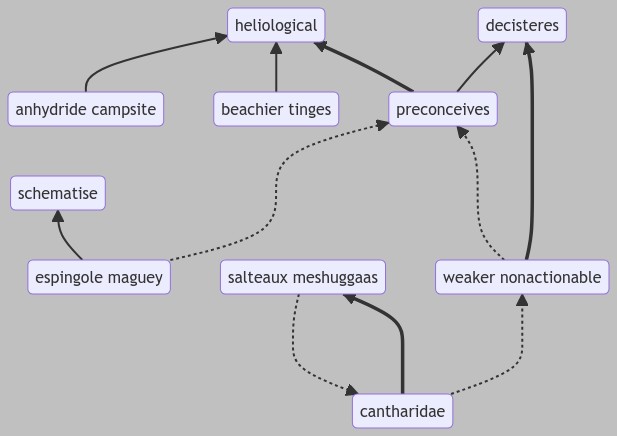 heliological
decisteres
anhydride campsite
beachier tinges
preconceives
schematise
espingole maguey
salteaux meshuggaas
weaker nonactionable
cantharidae